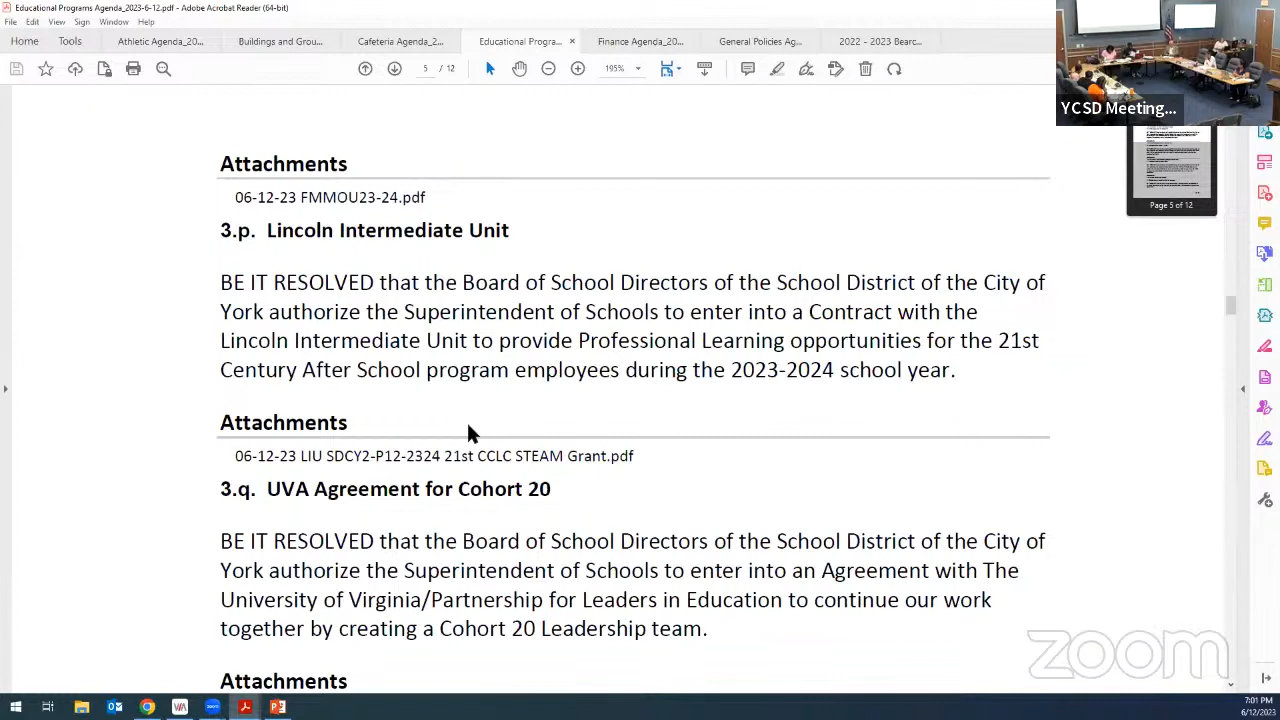 Educational Programs Agenda_2023-6-12.pdf - Adobe Acrobat Reader (64-bit)
File Edit View Sign Window Help
Home Tools Athletic Agenda_20... Buildings and Grou... Cafeteria Agenda_2... Educational Progra... × Finance Agenda_20... General Policies Ag... 2022 - 2023 Bearc...
/ 12 195%
YCSD Meeting...
Page 5 of 12
Attachments
06-12-23 FMMOU23-24.pdf
3.p. Lincoln Intermediate Unit
BE IT RESOLVED that the Board of School Directors of the School District of the City of
York authorize the Superintendent of Schools to enter into a Contract with the
Lincoln Intermediate Unit to provide Professional Learning opportunities for the 21st
Century After School program employees during the 2023-2024 school year.
Attachments
06-12-23 LIU SDCY2-P12-2324 21st CCLC STEAM Grant.pdf
3.q. UVA Agreement for Cohort 20
BE IT RESOLVED that the Board of School Directors of the School District of the City of
York authorize the Superintendent of Schools to enter into an Agreement with The
University of Virginia/Partnership for Leaders in Education to continue our work
together by creating a Cohort 20 Leadership team.
Attachments
zoom
7:01 PM
6/12/2023